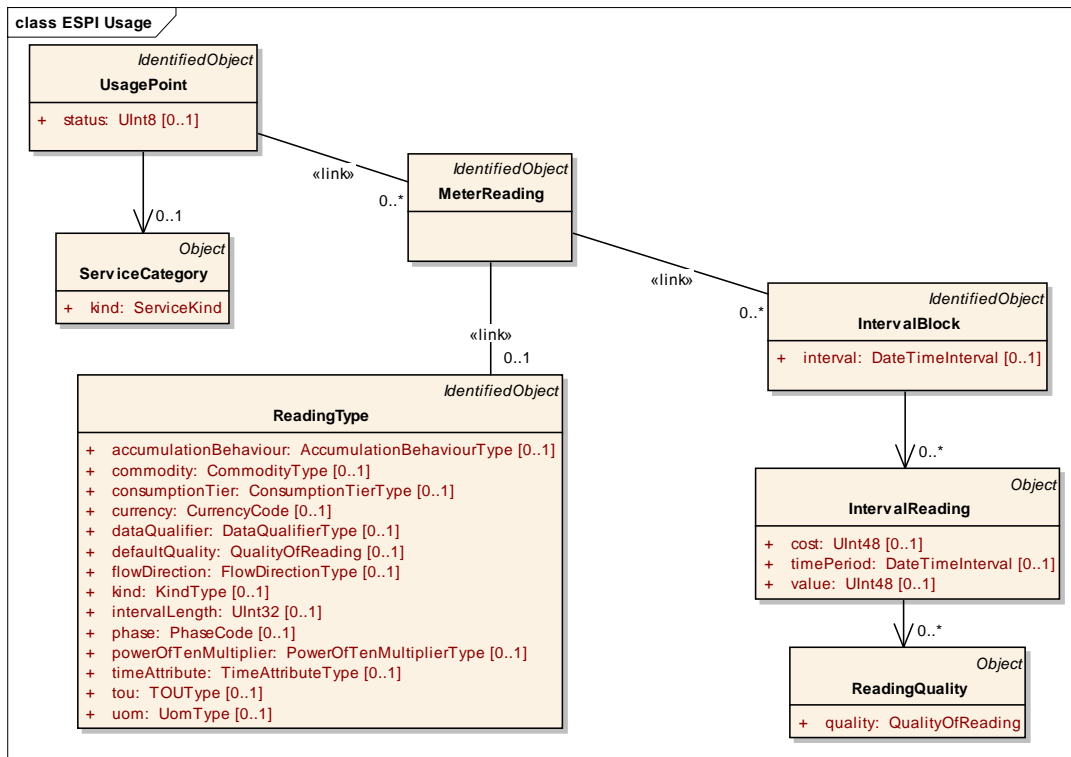 class ESPI Usage
IdentifiedObject
UsagePoint
+ status: UInt8 [0..1]
«link»
0..*
0..1
IdentifiedObject
MeterReading
Object
ServiceCategory
+ kind: ServiceKind
«link»
0..*
«link»
0..1
IdentifiedObject
IntervalBlock
+ interval: DateTimeInterval [0..1]
0..*
IdentifiedObject
ReadingType
+ accumulationBehaviour: AccumulationBehaviourType [0..1]
+ commodity: CommodityType [0..1]
+ consumptionTier: ConsumptionTierType [0..1]
+ currency: CurrencyCode [0..1]
+ dataQualifier: DataQualifierType [0..1]
+ defaultQuality: QualityOfReading [0..1]
+ flowDirection: FlowDirectionType [0..1]
+ kind: KindType [0..1]
+ intervalLength: UInt32 [0..1]
+ phase: PhaseCode [0..1]
+ powerOfTenMultiplier: PowerOfTenMultiplierType [0..1]
+ timeAttribute: TimeAttributeType [0..1]
+ tou: TOUType [0..1]
+ uom: UomType [0..1]
Object
IntervalReading
+ cost: UInt48 [0..1]
+ timePeriod: DateTimeInterval [0..1]
+ value: UInt48 [0..1]
0..*
Object
ReadingQuality
+ quality: QualityOfReading